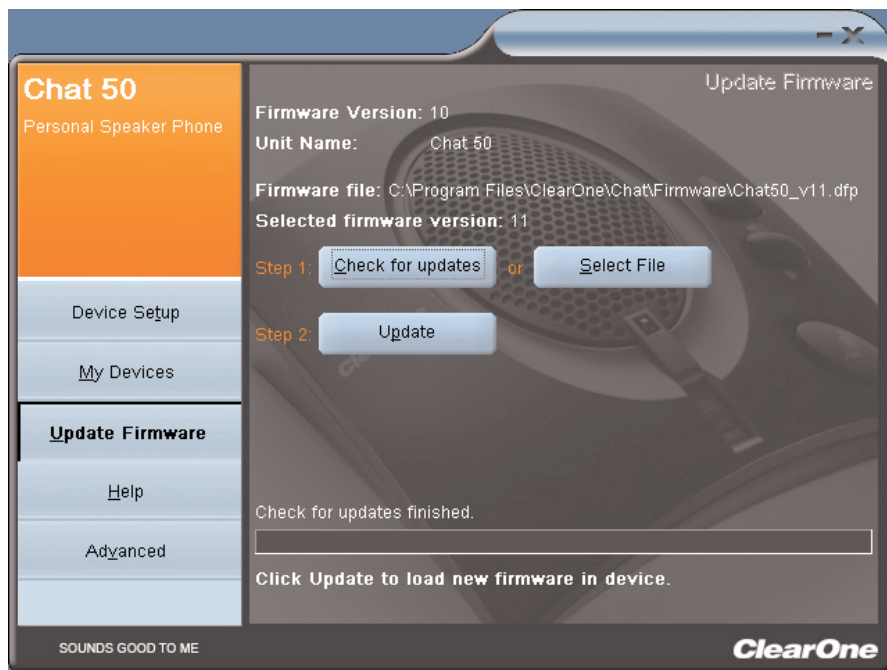 Chat 50
Personal Speaker Phone
Device Setup
My Devices
Update Firmware
Help
Advanced
SOUNDS GOOD TO ME
Update Firmware
Firmware Version: 10
Unit Name: Chat 50
Firmware file: C:\Program Files\ClearOne\Chat\Firmware\Chat50_v11.dfp
Selected firmware version: 11
Step 1: Check for updates or Select File
Step 2: Update
ClearOne
Check for updates finished.
Click Update to load new firmware in device.
ClearOne